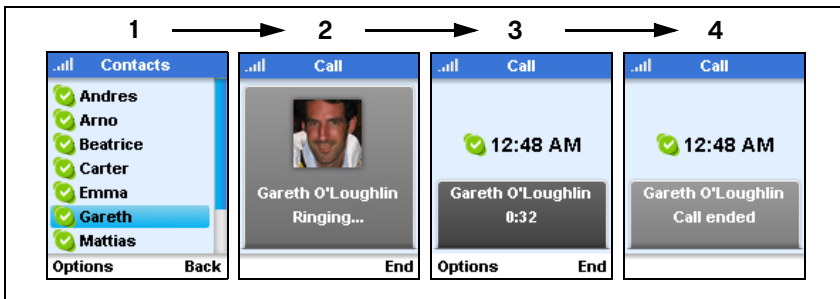 1 2 3 4
Contacts
Andres
Arno
Beatrice
Carter
Emma
Gareth
Mattias
Options Back
Call
Gareth O'Loughlin
Ringing...
End
Call
12:48 AM
Gareth O'Loughlin
0:32
Options End
Call
12:48 AM
Gareth O'Loughlin
Call ended